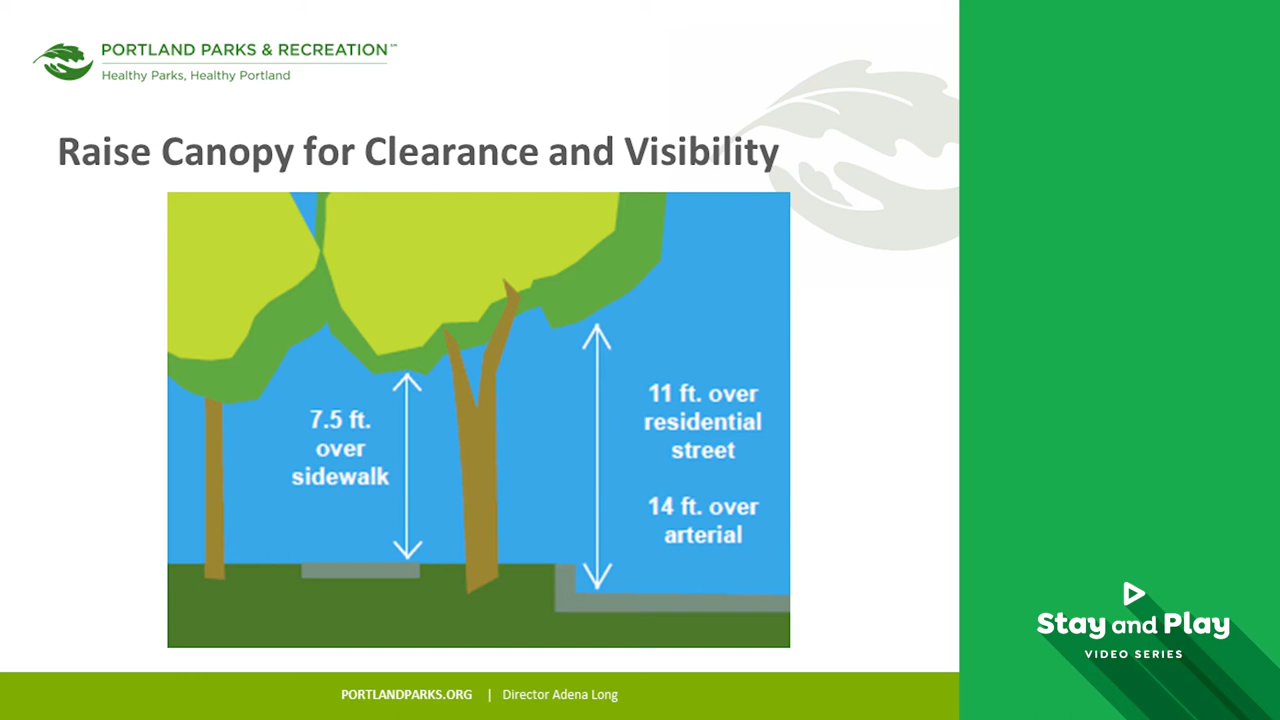 PORTLAND PARKS & RECREATION℠
Healthy Parks, Healthy Portland
Raise Canopy for Clearance and Visibility
7.5 ft.
over
sidewalk
11 ft. over
residential
street
14 ft. over
arterial
Stay and Play
VIDEO SERIES
PORTLANDPARKS.ORG | Director Adena Long